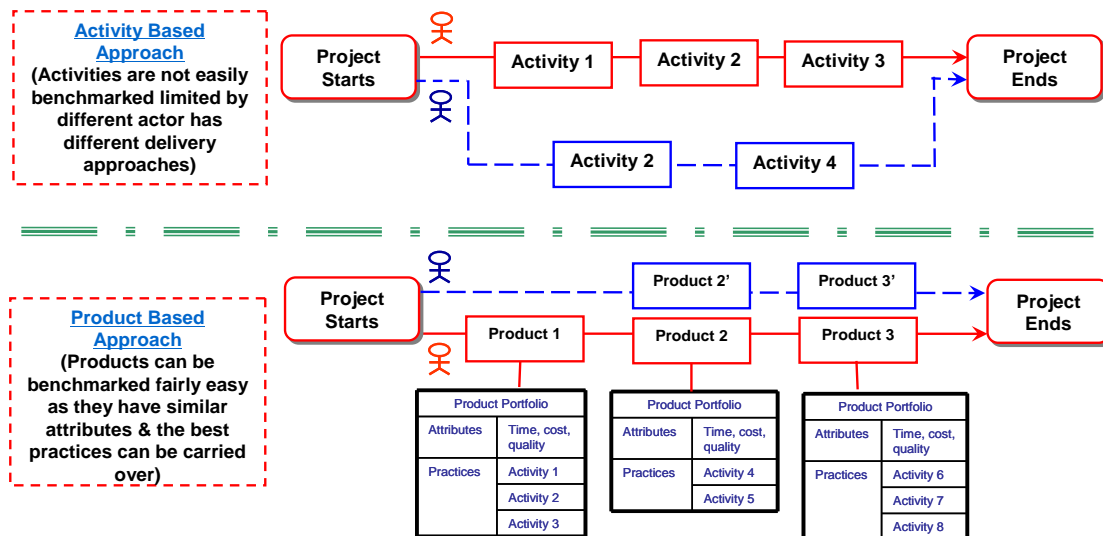 Activity Based
Approach
(Activities are not easily
benchmarked limited by
different actor has
different delivery
approaches)
Project
Starts
Activity 1
Activity 2
Activity 3
Project
Ends
Activity 2
Activity 4
Product Based
Approach
(Products can be
benchmarked fairly easy
as they have similar
attributes & the best
practices can be carried
over)
Project
Starts
Product 2’
Product 3’
Project
Ends
Product 1
Product 2
Product 3
Product Portfolio
Attributes
Time, cost,
quality
Practices
Activity 1
Activity 2
Activity 3
Product Portfolio
Attributes
Time, cost,
quality
Practices
Activity 4
Activity 5
Product Portfolio
Attributes
Time, cost,
quality
Practices
Activity 6
Activity 7
Activity 8